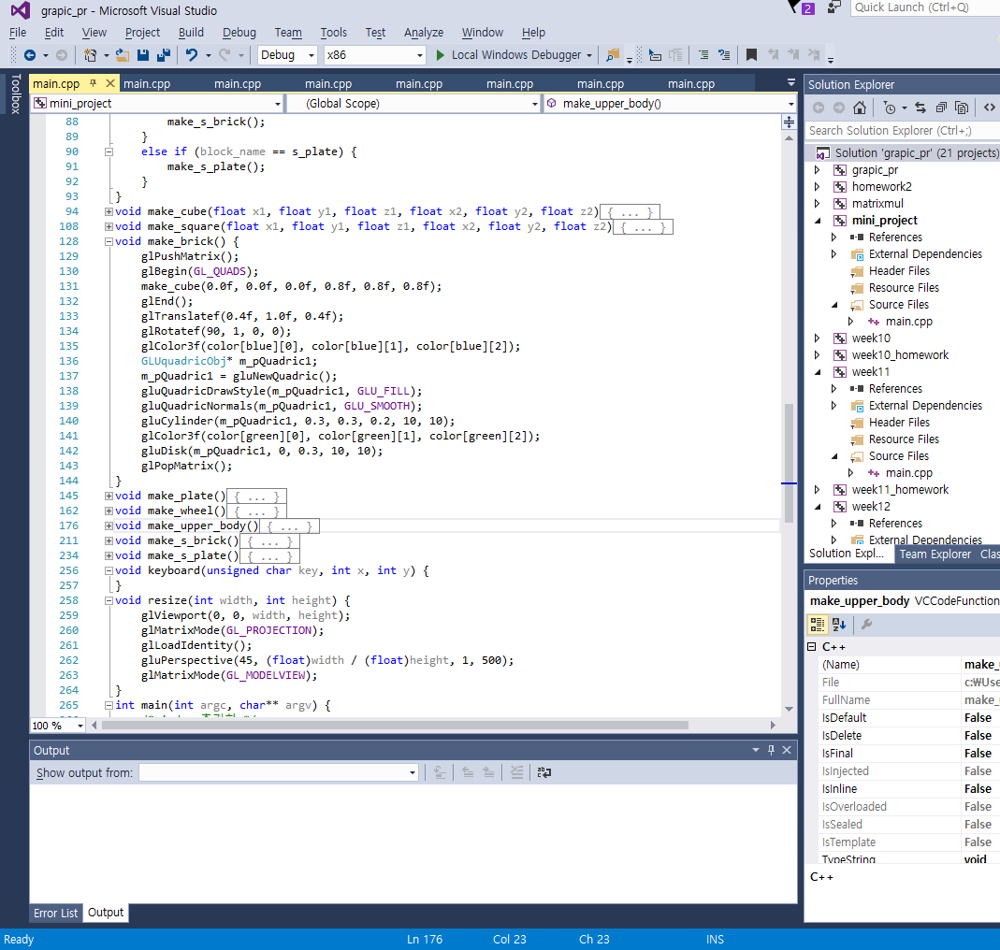 grapic_pr - Microsoft Visual Studio
2
Quick Launch (Ctrl+Q)
File Edit View Project Build Debug Team Tools Test Analyze Window Help
Debug x86 Local Windows Debugger
Toolbox
main.cpp main.cpp main.cpp main.cpp main.cpp main.cpp main.cpp main.cpp
mini_project (Global Scope) make_upper_body()
88 make_s_brick();
89 }
90 else if (block_name == s_plate) {
91 make_s_plate();
92 }
93 }
94 void make_cube(float x1, float y1, float z1, float x2, float y2, float z2){ ... }
108 void make_square(float x1, float y1, float z1, float x2, float y2, float z2){ ... }
128 void make_brick() {
129 glPushMatrix();
130 glBegin(GL_QUADS);
131 make_cube(0.0f, 0.0f, 0.0f, 0.8f, 0.8f, 0.8f);
132 glEnd();
133 glTranslatef(0.4f, 1.0f, 0.4f);
134 glRotatef(90, 1, 0, 0);
135 glColor3f(color[blue][0], color[blue][1], color[blue][2]);
136 GLUquadricObj* m_pQuadric1;
137 m_pQuadric1 = gluNewQuadric();
138 gluQuadricDrawStyle(m_pQuadric1, GLU_FILL);
139 gluQuadricNormals(m_pQuadric1, GLU_SMOOTH);
140 gluCylinder(m_pQuadric1, 0.3, 0.3, 0.2, 10, 10);
141 glColor3f(color[green][0], color[green][1], color[green][2]);
142 gluDisk(m_pQuadric1, 0, 0.3, 10, 10);
143 glPopMatrix();
144 }
145 void make_plate(){ ... }
162 void make_wheel(){ ... }
176 void make_upper_body(){ ... }
211 void make_s_brick(){ ... }
234 void make_s_plate(){ ... }
256 void keyboard(unsigned char key, int x, int y) {
257 }
258 void resize(int width, int height) {
259 glViewport(0, 0, width, height);
260 glMatrixMode(GL_PROJECTION);
261 glLoadIdentity();
262 gluPerspective(45, (float)width / (float)height, 1, 500);
263 glMatrixMode(GL_MODELVIEW);
264 }
265 int main(int argc, char** argv) {
100 %
Output
Show output from:
Error List Output
Solution Explorer
Search Solution Explorer (Ctrl+;)
Solution 'grapic_pr' (21 projects)
grapic_pr
homework2
matrixmul
mini_project
References
External Dependencies
Header Files
Resource Files
Source Files
main.cpp
week10
week10_homework
week11
References
External Dependencies
Header Files
Resource Files
Source Files
main.cpp
week11_homework
week12
References
External Dependencies
Solution Expl... Team Explorer Clas
Properties
make_upper_body VCCodeFunction
C++
(Name) make_
File c:₩Use
FullName make_
IsDefault False
IsDelete False
IsFinal False
IsInjected False
IsInline False
IsOverloaded False
IsSealed False
IsTemplate False
TypeString void
C++
Ready Ln 176 Col 23 Ch 23 INS